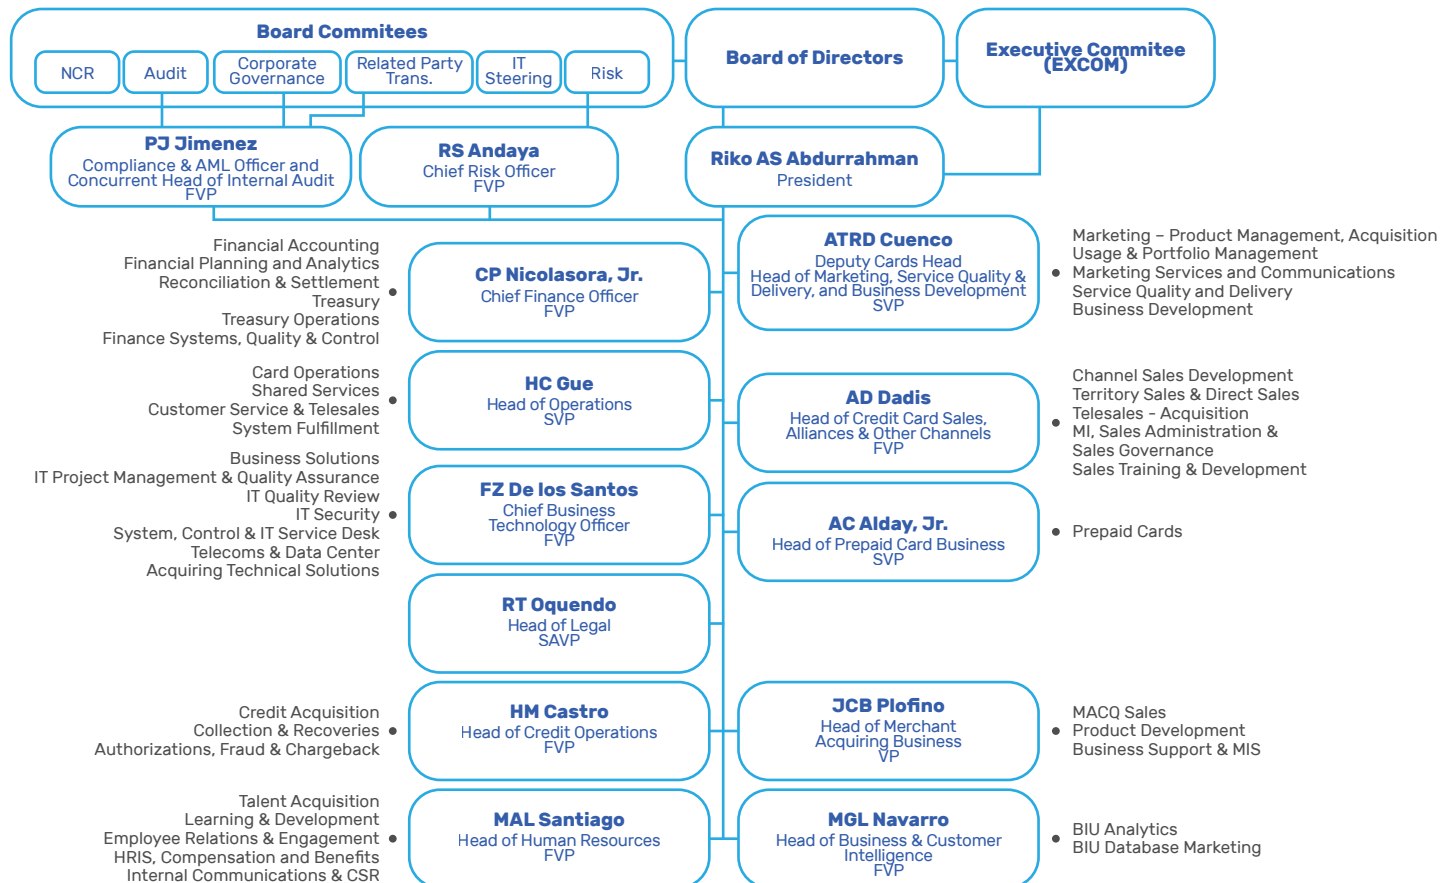 Board Commitees
NCR
Audit
Corporate
Governance
Related Party
Trans.
IT
Steering
Risk
Board of Directors
Executive Commitee
(EXCOM)
PJ Jimenez
Compliance & AML Officer and
Concurrent Head of Internal Audit
FVP
RS Andaya
Chief Risk Officer
FVP
Riko AS Abdurrahman
President
Financial Accounting
Financial Planning and Analytics
Reconciliation & Settlement
Treasury
Treasury Operations
Finance Systems, Quality & Control
CP Nicolasora, Jr.
Chief Finance Officer
FVP
ATRD Cuenco
Deputy Cards Head
Head of Marketing, Service Quality &
Delivery, and Business Development
SVP
Marketing – Product Management, Acquisition
Usage & Portfolio Management
Marketing Services and Communications
Service Quality and Delivery
Business Development
Card Operations
Shared Services
Customer Service & Telesales
System Fulfillment
HC Gue
Head of Operations
SVP
AD Dadis
Head of Credit Card Sales,
Alliances & Other Channels
FVP
Channel Sales Development
Territory Sales & Direct Sales
Telesales - Acquisition
MI, Sales Administration &
Sales Governance
Sales Training & Development
Business Solutions
IT Project Management & Quality Assurance
IT Quality Review
IT Security
System, Control & IT Service Desk
Telecoms & Data Center
Acquiring Technical Solutions
FZ De los Santos
Chief Business
Technology Officer
FVP
AC Alday, Jr.
Head of Prepaid Card Business
SVP
Prepaid Cards
RT Oquendo
Head of Legal
SAVP
Credit Acquisition
Collection & Recoveries
Authorizations, Fraud & Chargeback
HM Castro
Head of Credit Operations
FVP
JCB Plofino
Head of Merchant
Acquiring Business
VP
MACQ Sales
Product Development
Business Support & MIS
Talent Acquisition
Learning & Development
Employee Relations & Engagement
HRIS, Compensation and Benefits
Internal Communications & CSR
MAL Santiago
Head of Human Resources
FVP
MGL Navarro
Head of Business & Customer
Intelligence
FVP
BIU Analytics
BIU Database Marketing